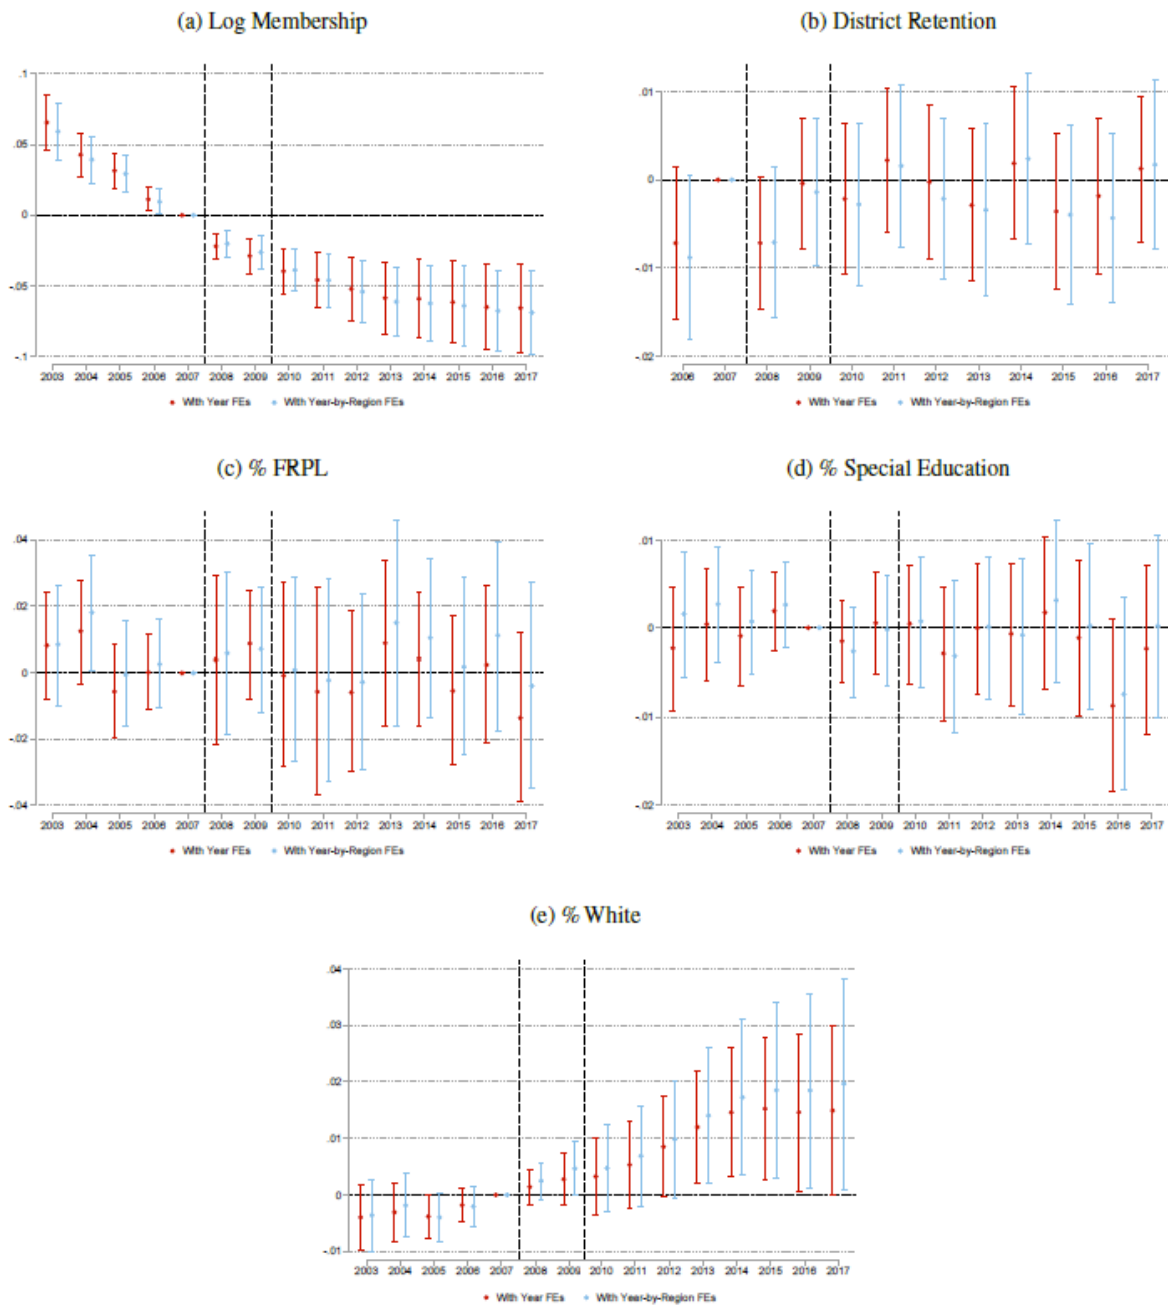 (a) Log Membership
.1
.05
0
-.05
-.1
2003 2004 2005 2006 2007 2008 2009 2010 2011 2012 2013 2014 2015 2016 2017
With Year FEs With Year-by-Region FEs
(b) District Retention
.01
0
-.01
-.02
2006 2007 2008 2009 2010 2011 2012 2013 2014 2015 2016 2017
With Year FEs With Year-by-Region FEs
(c) % FRPL
.04
.02
0
-.02
-.04
2003 2004 2005 2006 2007 2008 2009 2010 2011 2012 2013 2014 2015 2016 2017
With Year FEs With Year-by-Region FEs
(d) % Special Education
.01
0
-.01
-.02
2003 2004 2005 2006 2007 2008 2009 2010 2011 2012 2013 2014 2015 2016 2017
With Year FEs With Year-by-Region FEs
(e) % White
.04
.03
.02
.01
0
-.01
2003 2004 2005 2006 2007 2008 2009 2010 2011 2012 2013 2014 2015 2016 2017
With Year FEs With Year-by-Region FEs